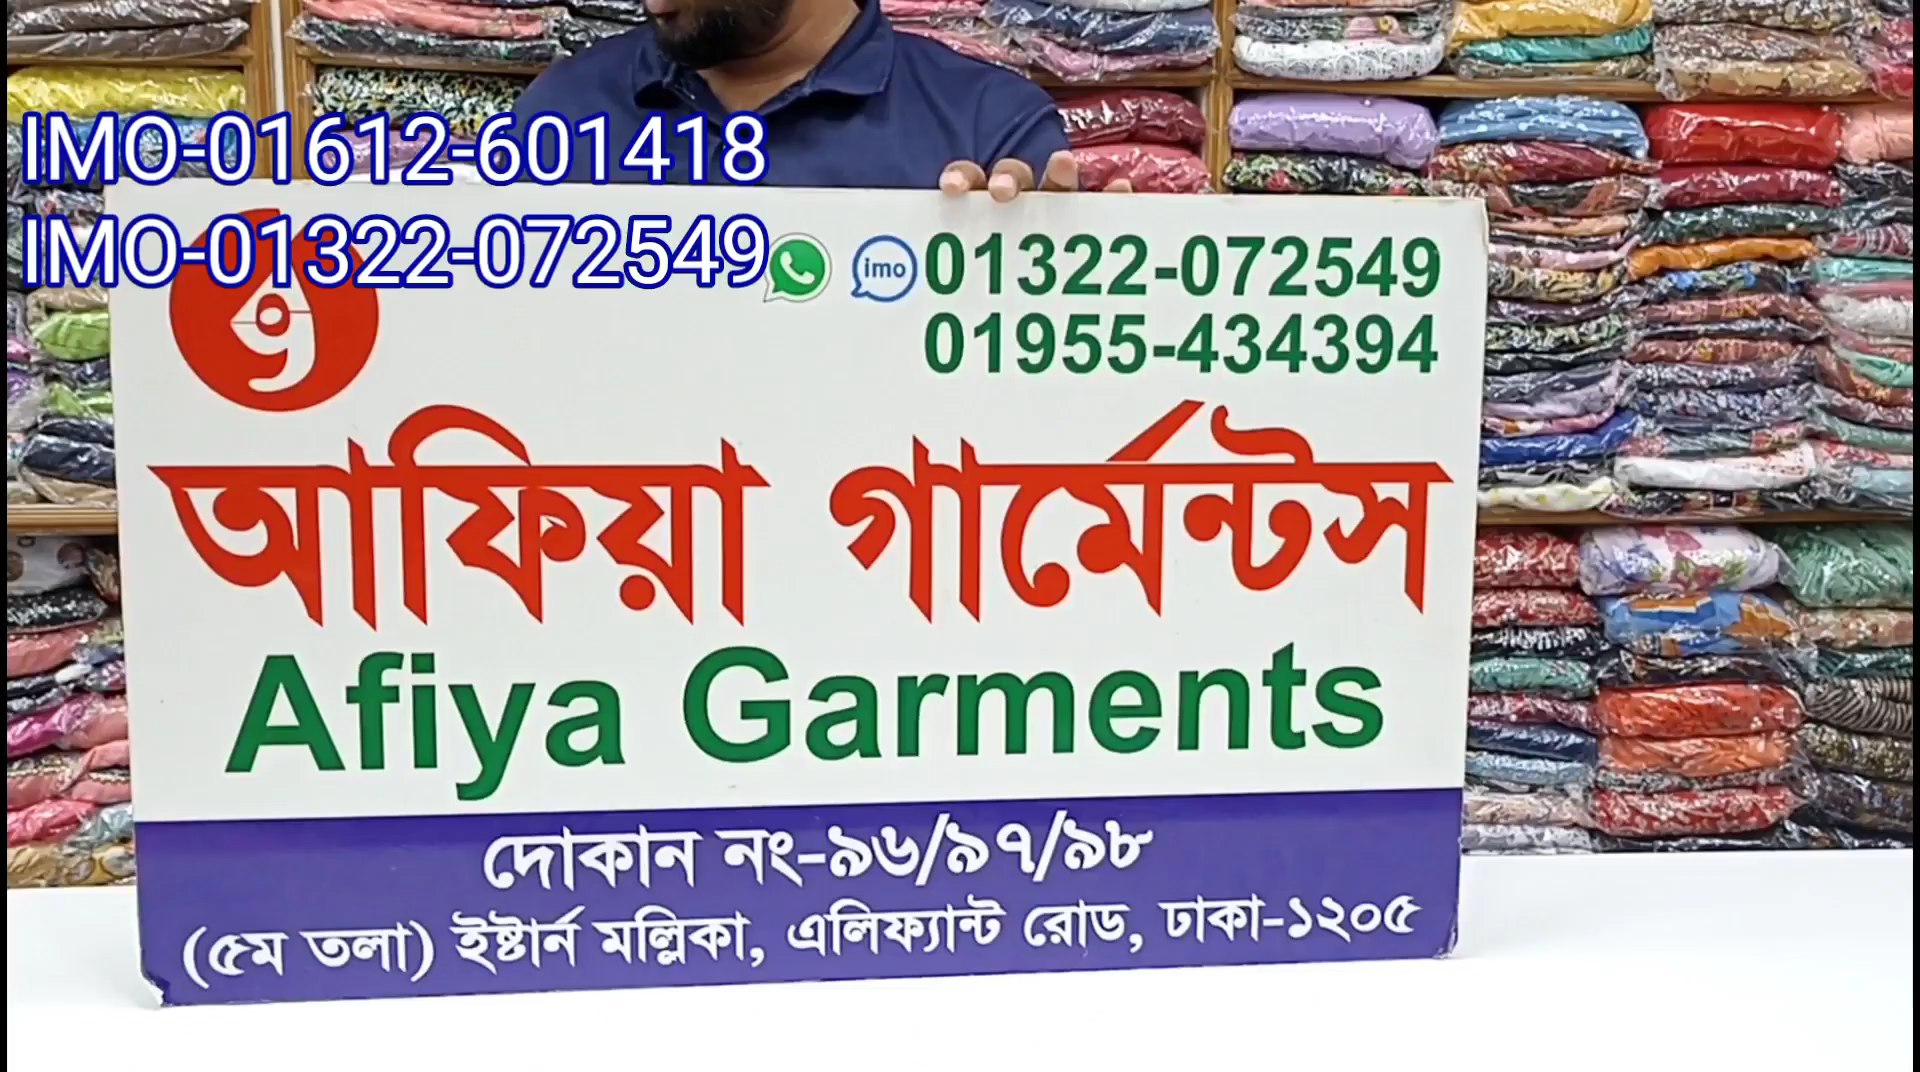 IMO-01612-601418
IMO-01322-072549
imo 01322-072549
01955-434394
আফিয়া গার্মেন্টস
Afiya Garments
দোকান নং-৯৬/৯৭/৯৮
(৫ম তলা) ইষ্টার্ন মল্লিকা, এলিফ্যান্ট রোড, ঢাকা-১২০৫